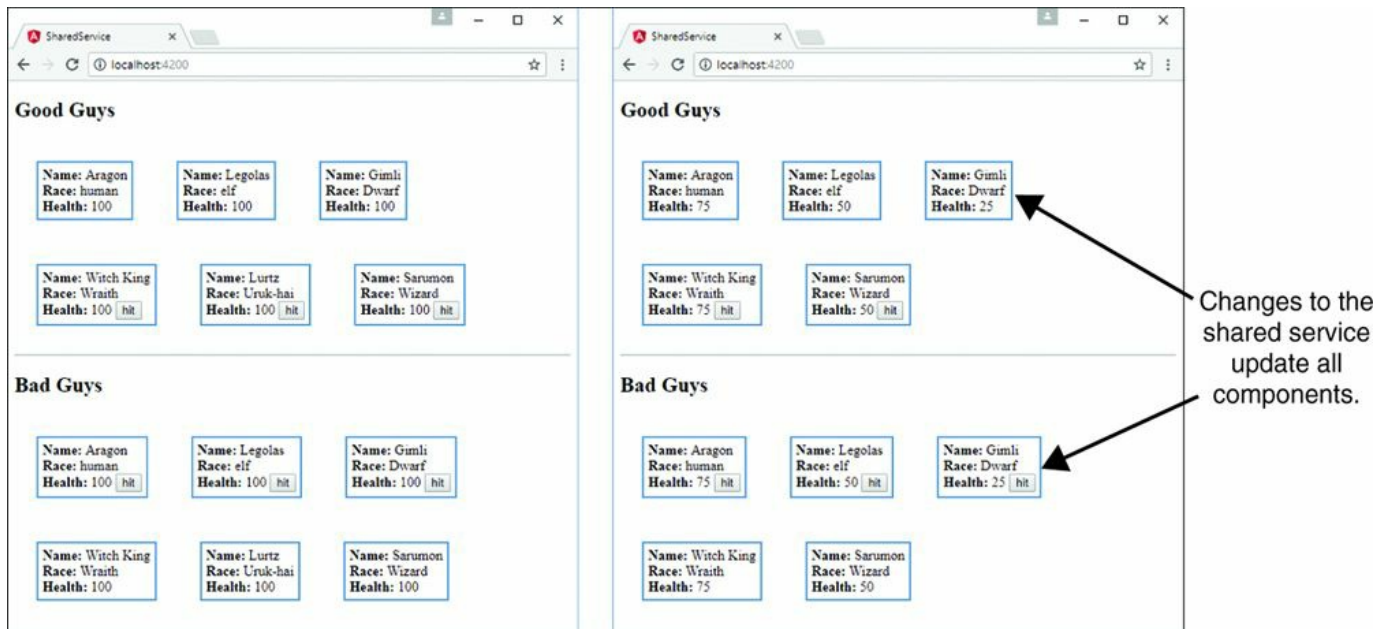 SharedService
localhost:4200
Good Guys
Name: Aragon
Race: human
Health: 100
Name: Legolas
Race: elf
Health: 100
Name: Gimli
Race: Dwarf
Health: 100
Name: Witch King
Race: Wraith
Health: 100 hit
Name: Lurtz
Race: Uruk-hai
Health: 100 hit
Name: Sarumon
Race: Wizard
Health: 100 hit
Bad Guys
Name: Aragon
Race: human
Health: 100 hit
Name: Legolas
Race: elf
Health: 100 hit
Name: Gimli
Race: Dwarf
Health: 100 hit
Name: Witch King
Race: Wraith
Health: 100
Name: Lurtz
Race: Uruk-hai
Health: 100
Name: Sarumon
Race: Wizard
Health: 100
SharedService
localhost:4200
Good Guys
Name: Aragon
Race: human
Health: 75
Name: Legolas
Race: elf
Health: 50
Name: Gimli
Race: Dwarf
Health: 25
Name: Witch King
Race: Wraith
Health: 75 hit
Name: Sarumon
Race: Wizard
Health: 50 hit
Bad Guys
Name: Aragon
Race: human
Health: 75 hit
Name: Legolas
Race: elf
Health: 50 hit
Name: Gimli
Race: Dwarf
Health: 25 hit
Name: Witch King
Race: Wraith
Health: 75
Name: Sarumon
Race: Wizard
Health: 50
Changes to the
shared service
update all
components.